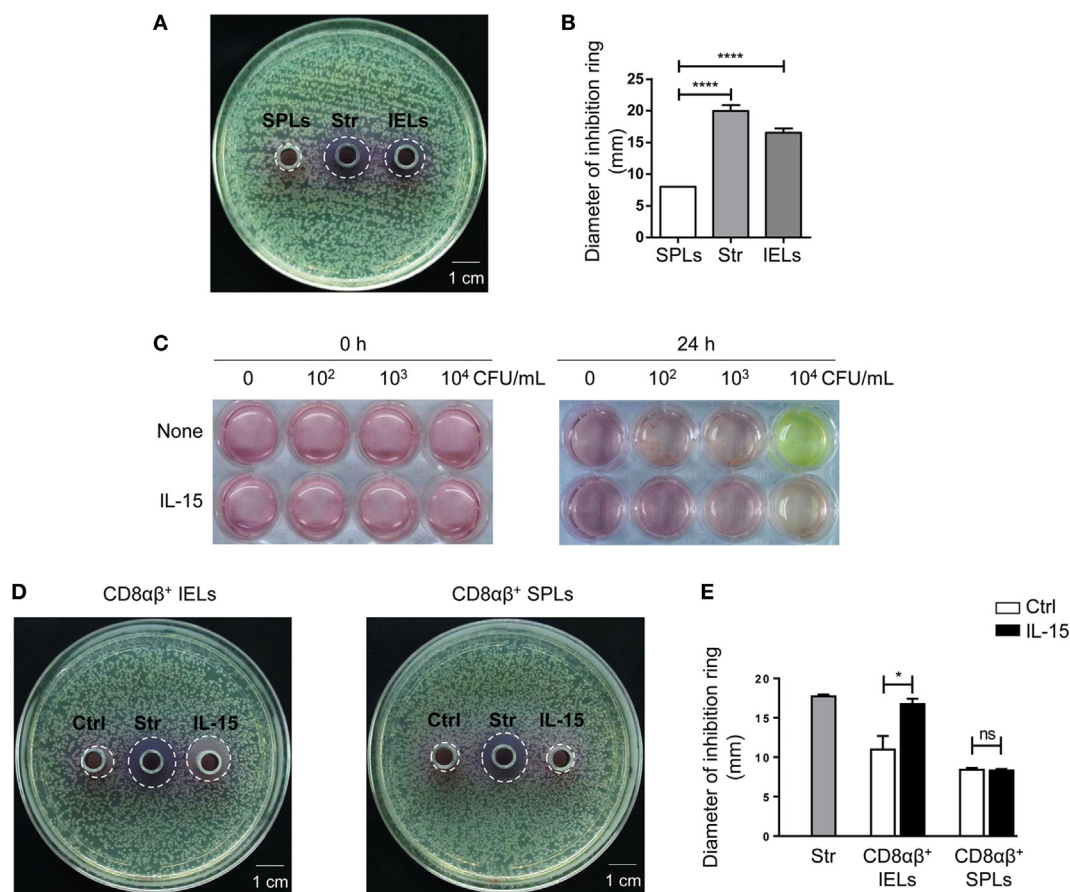 A
SPLs Str IELs
1 cm
B
Diameter of inhibition ring
(mm)
25
20
15
10
5
0
****
****
SPLs Str IELs
C
0 h
24 h
0 10² 10³ 10⁴ CFU/mL
0 10² 10³ 10⁴ CFU/mL
None
IL-15
D
CD8αβ⁺ IELs
Ctrl Str IL-15
1 cm
CD8αβ⁺ SPLs
Ctrl Str IL-15
1 cm
E
Ctrl
IL-15
Diameter of inhibition ring
(mm)
20
15
10
5
0
*
ns
Str
CD8αβ⁺
IELs
CD8αβ⁺
SPLs